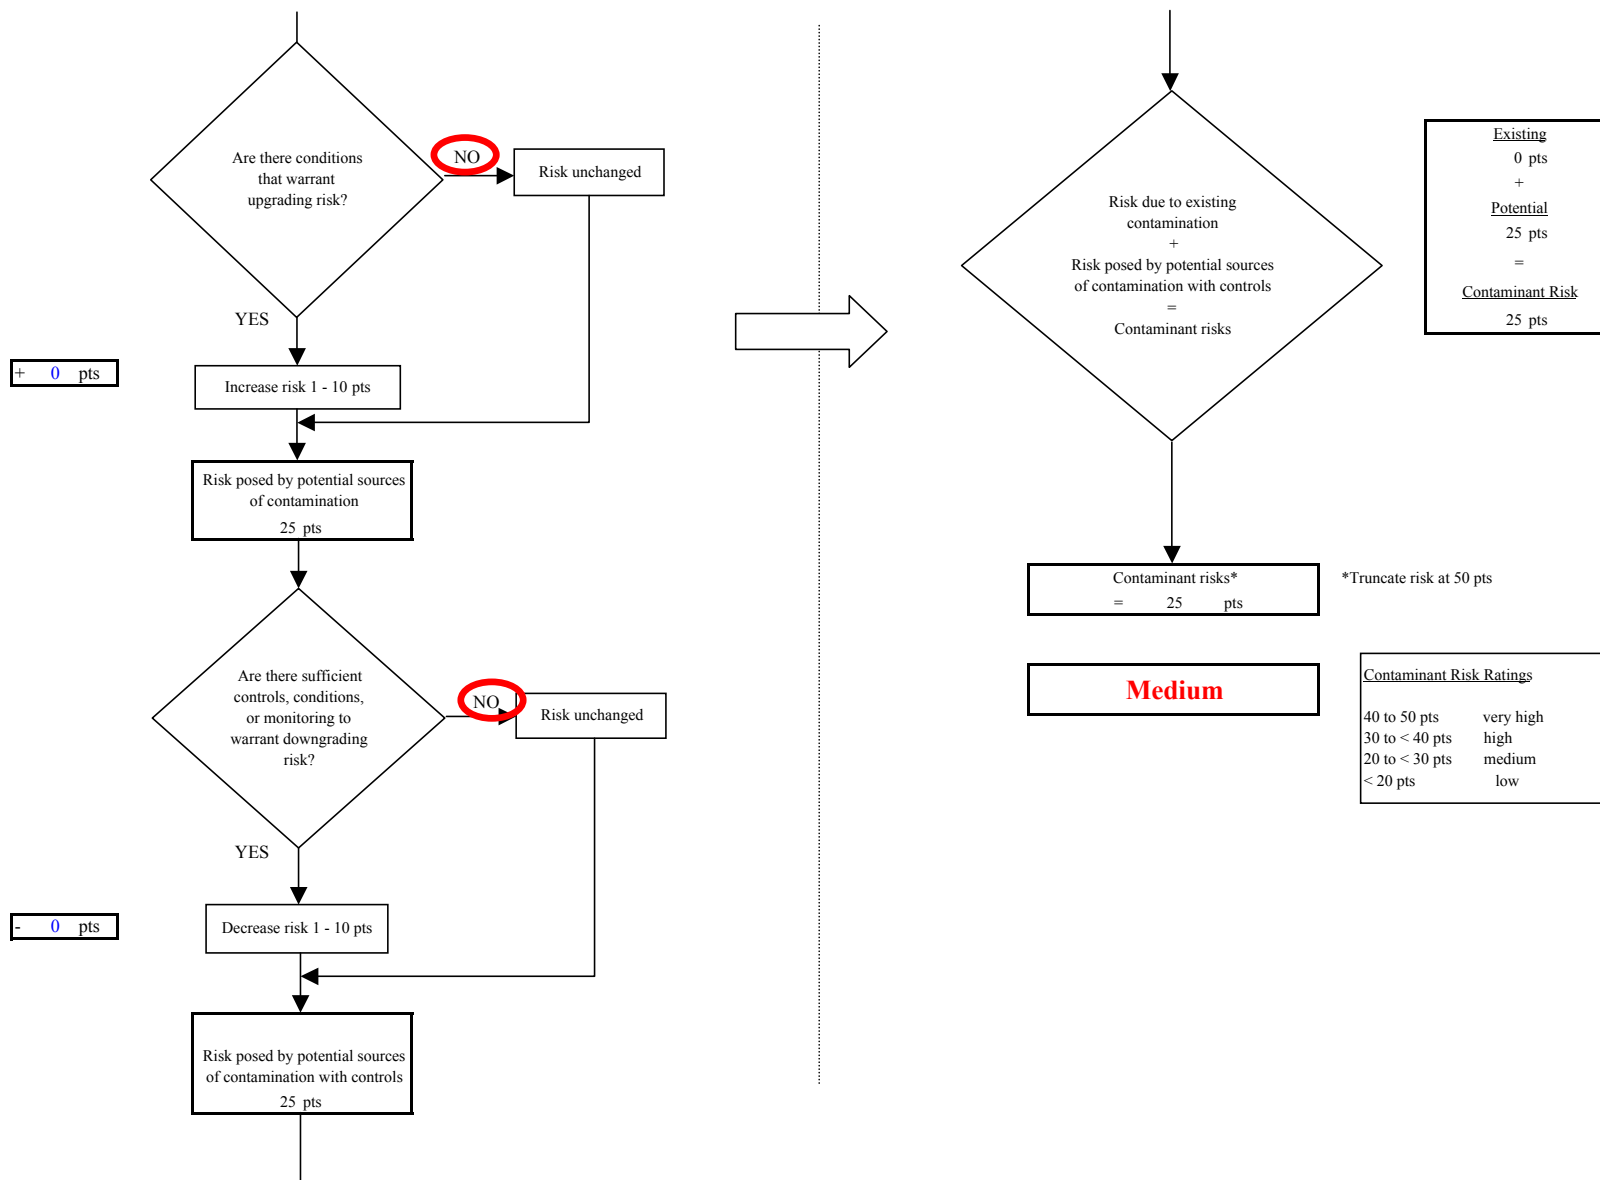 Are there conditions
that warrant
upgrading risk?
NO
Risk unchanged
YES
+ 0 pts
Increase risk 1 - 10 pts
Risk posed by potential sources
of contamination
25 pts
Are there sufficient
controls, conditions,
or monitoring to
warrant downgrading
risk?
NO
Risk unchanged
YES
- 0 pts
Decrease risk 1 - 10 pts
Risk posed by potential sources
of contamination with controls
25 pts
Risk due to existing
contamination
+
Risk posed by potential sources
of contamination with controls
=
Contaminant risks
Existing
0 pts
+
Potential
25 pts
=
Contaminant Risk
25 pts
Contaminant risks*
= 25 pts
*Truncate risk at 50 pts
Medium
Contaminant Risk Ratings
40 to 50 pts very high
30 to < 40 pts high
20 to < 30 pts medium
< 20 pts low